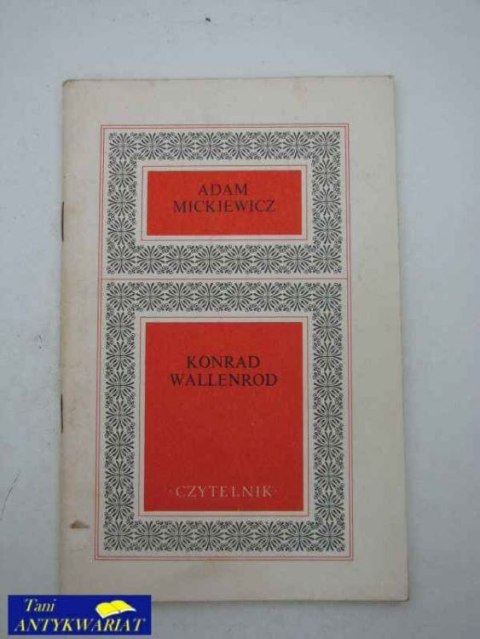 ADAM
MICKIEWICZ
KONRAD
WALLENROD
·CZYTELNIK·
Tani
ANTYKWARIAT